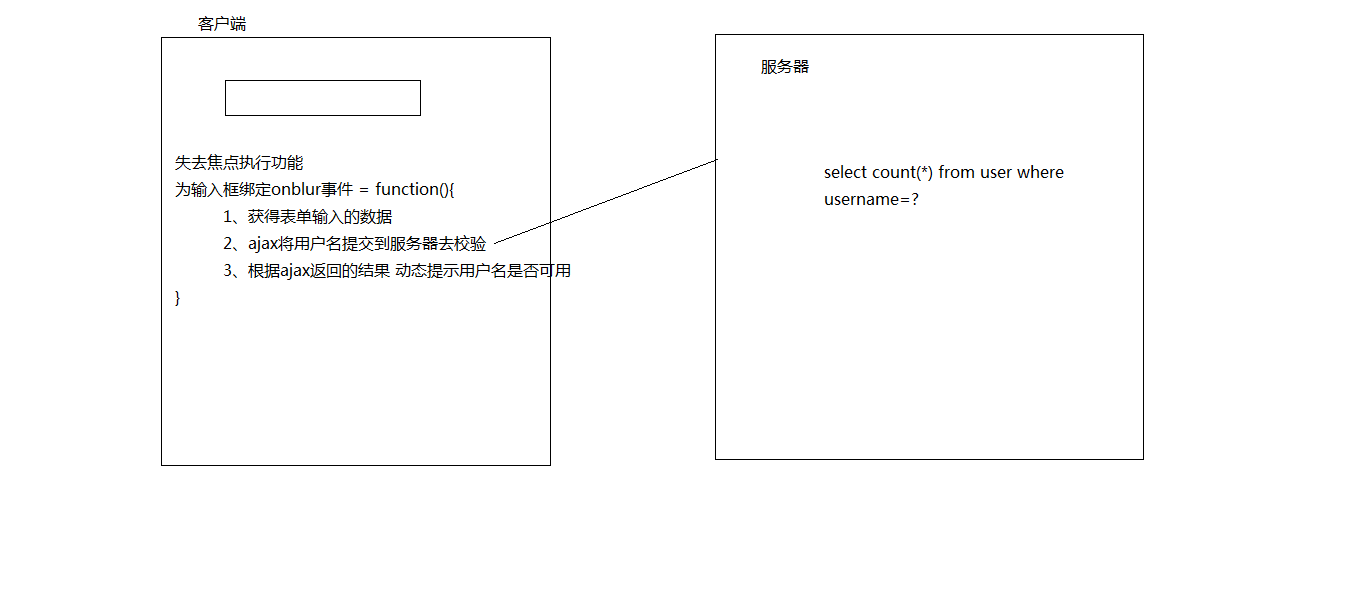 客户端
失去焦点执行功能
为输入框绑定onblur事件 = function(){
1、获得表单输入的数据
2、ajax将用户名提交到服务器去校验
3、根据ajax返回的结果 动态提示用户名是否可用
}
服务器
select count(*) from user where
username=?